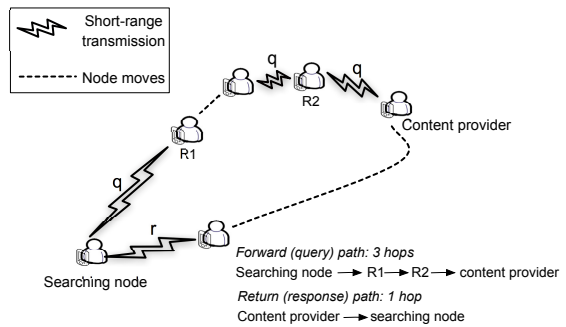 Short-range
transmission
Node moves
q
q
R2
Content provider
R1
q
r
Searching node
Forward (query) path: 3 hops
Searching node → R1 → R2 → content provider
Return (response) path: 1 hop
Content provider → searching node